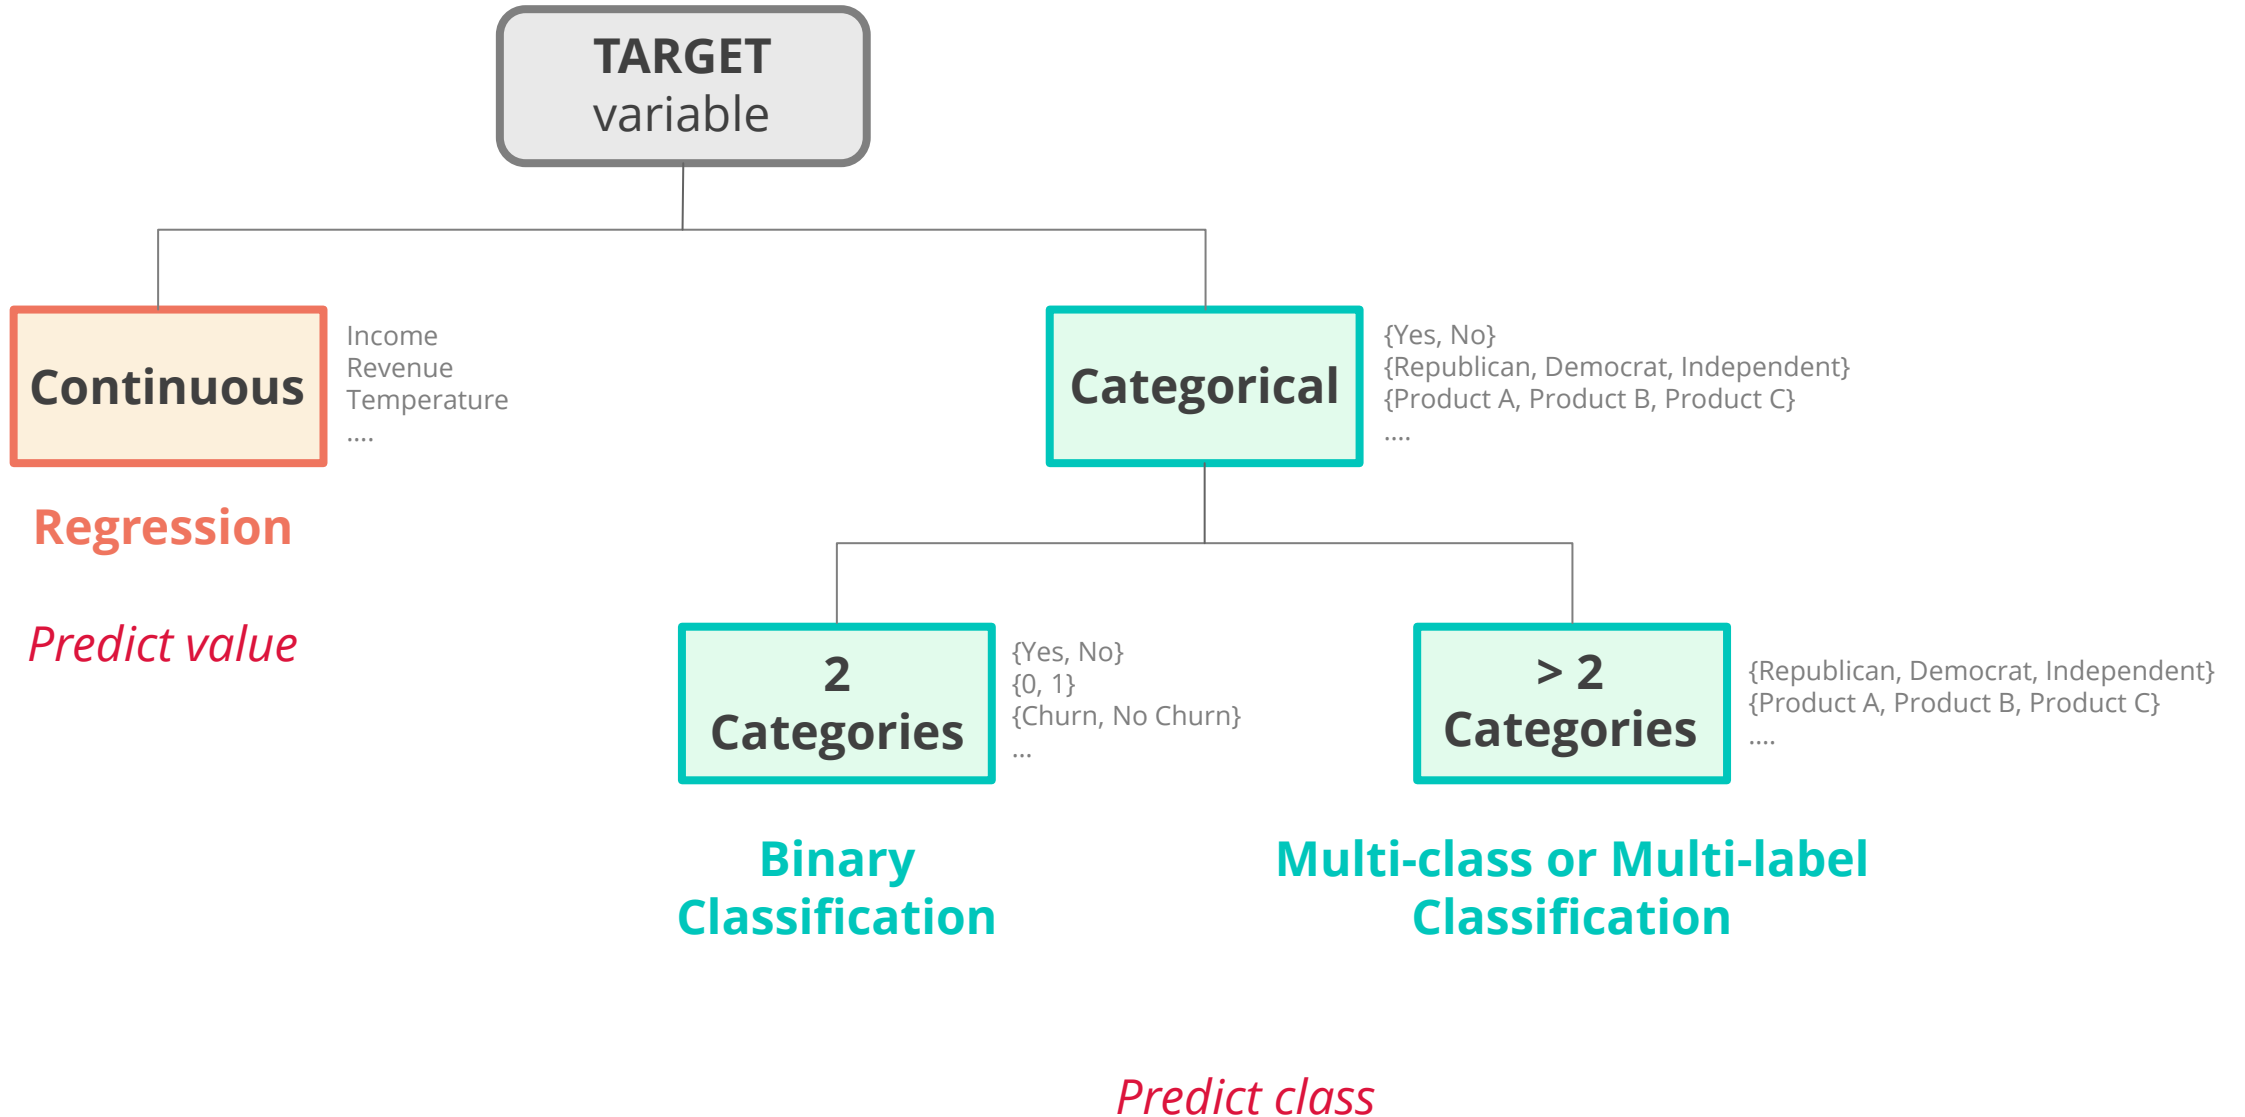 TARGET
variable
Continuous
Income
Revenue
Temperature
....
Regression
Predict value
Categorical
{Yes, No}
{Republican, Democrat, Independent}
{Product A, Product B, Product C}
....
2
Categories
{Yes, No}
{0, 1}
{Churn, No Churn}
...
Binary
Classification
> 2
Categories
{Republican, Democrat, Independent}
{Product A, Product B, Product C}
....
Multi-class or Multi-label
Classification
Predict class